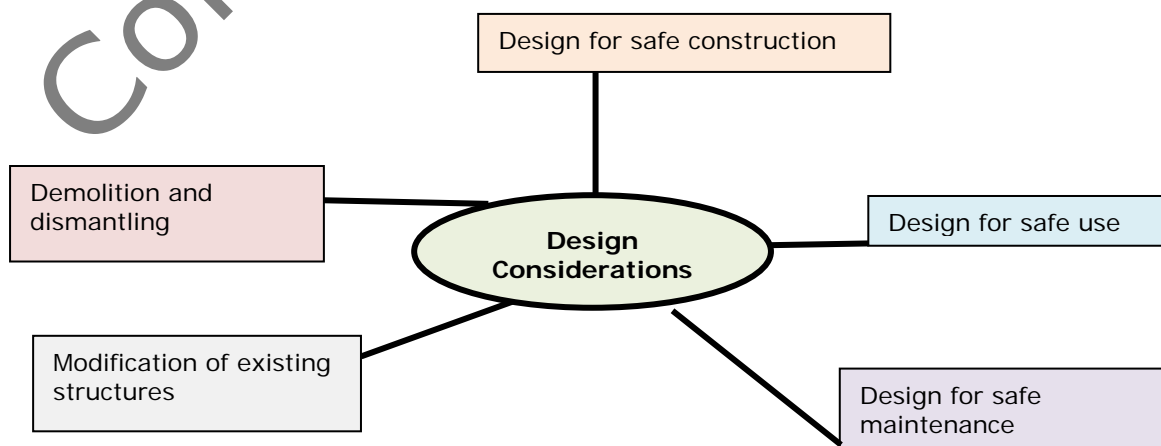 Design for safe construction
Demolition and
dismantling
Design for safe use
Design
Considerations
Modification of existing
structures
Design for safe
maintenance